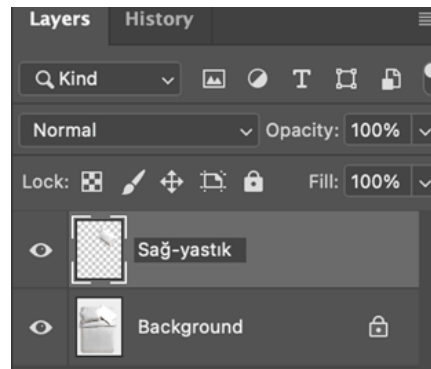 Layers History
Kind T
Normal Opacity: 100%
Lock: Fill: 100%
Sağ-yastık
Background